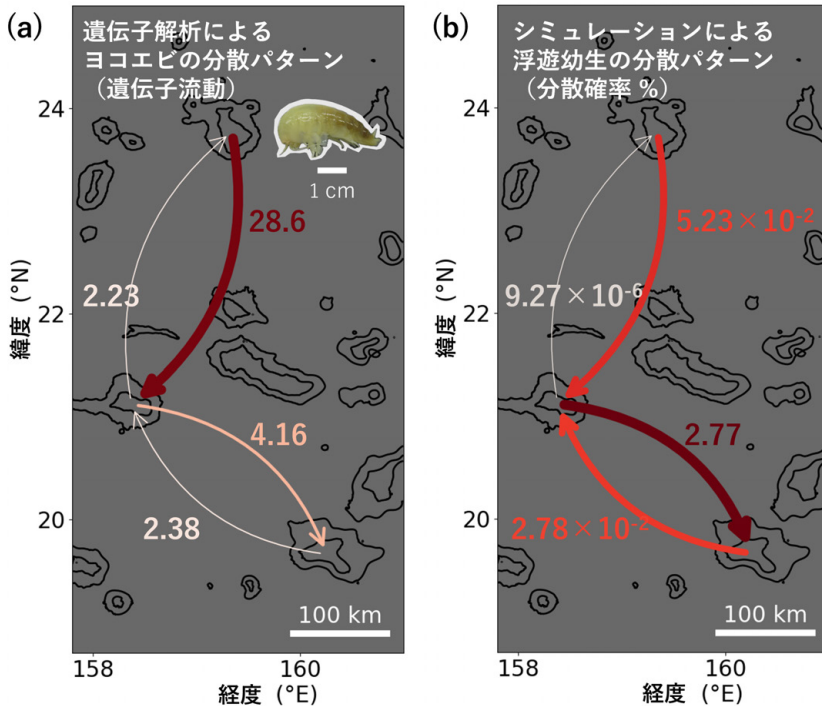 (a)
遺伝子解析による
ヨコエビの分散パターン
（遺伝子流動）
1 cm
28.6
2.23
4.16
2.38
100 km
24
22
20
緯度 (°N)
158
160
経度 (°E)
(b)
シミュレーションによる
浮遊幼生の分散パターン
（分散確率 %）
5.23×10⁻²
9.27×10⁻⁶
2.77
2.78×10⁻²
100 km
24
22
20
緯度 (°N)
158
160
経度 (°E)